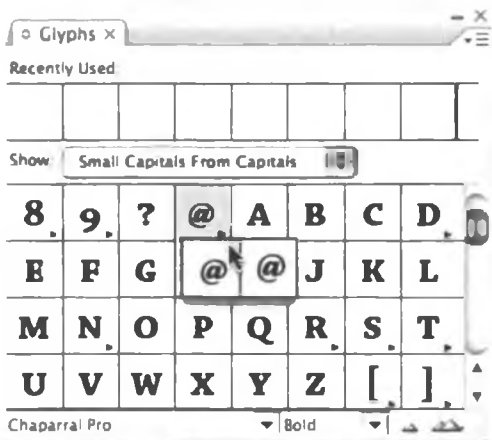 Glyphs ×
Recently Used
Show: Small Capitals From Capitals
8 9 ? @ A B C D
E F G @ @ J K L
M N O P Q R S T
U V W X Y Z [ ]
Chaparral Pro Bold